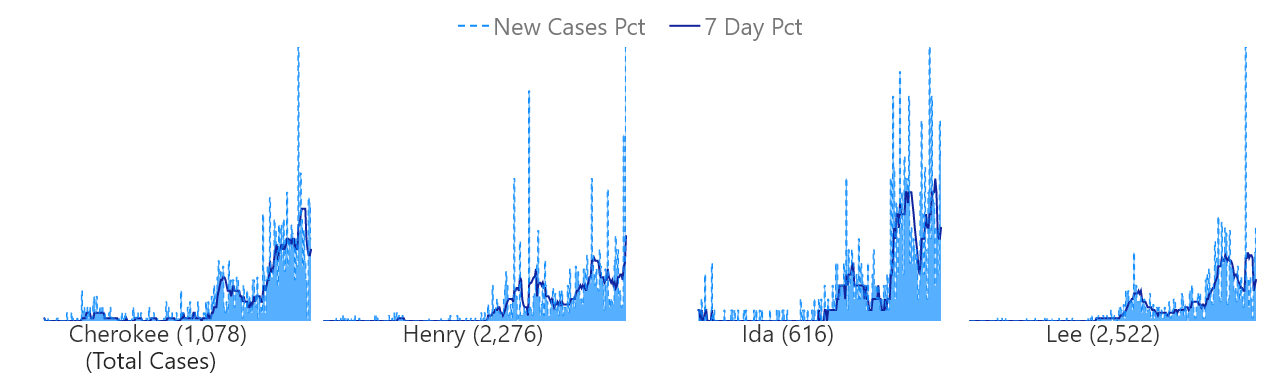 New Cases Pct 7 Day Pct
Cherokee (1,078) Henry (2,276) Ida (616) Lee (2,522)
(Total Cases)